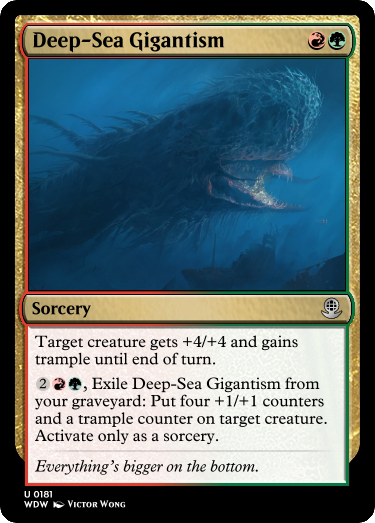 Deep-Sea Gigantism
Sorcery
Target creature gets +4/+4 and gains
trample until end of turn.
2, Exile Deep-Sea Gigantism from
your graveyard: Put four +1/+1 counters
and a trample counter on target creature.
Activate only as a sorcery.
Everything's bigger on the bottom.
U 0181
WDW VICTOR WONG